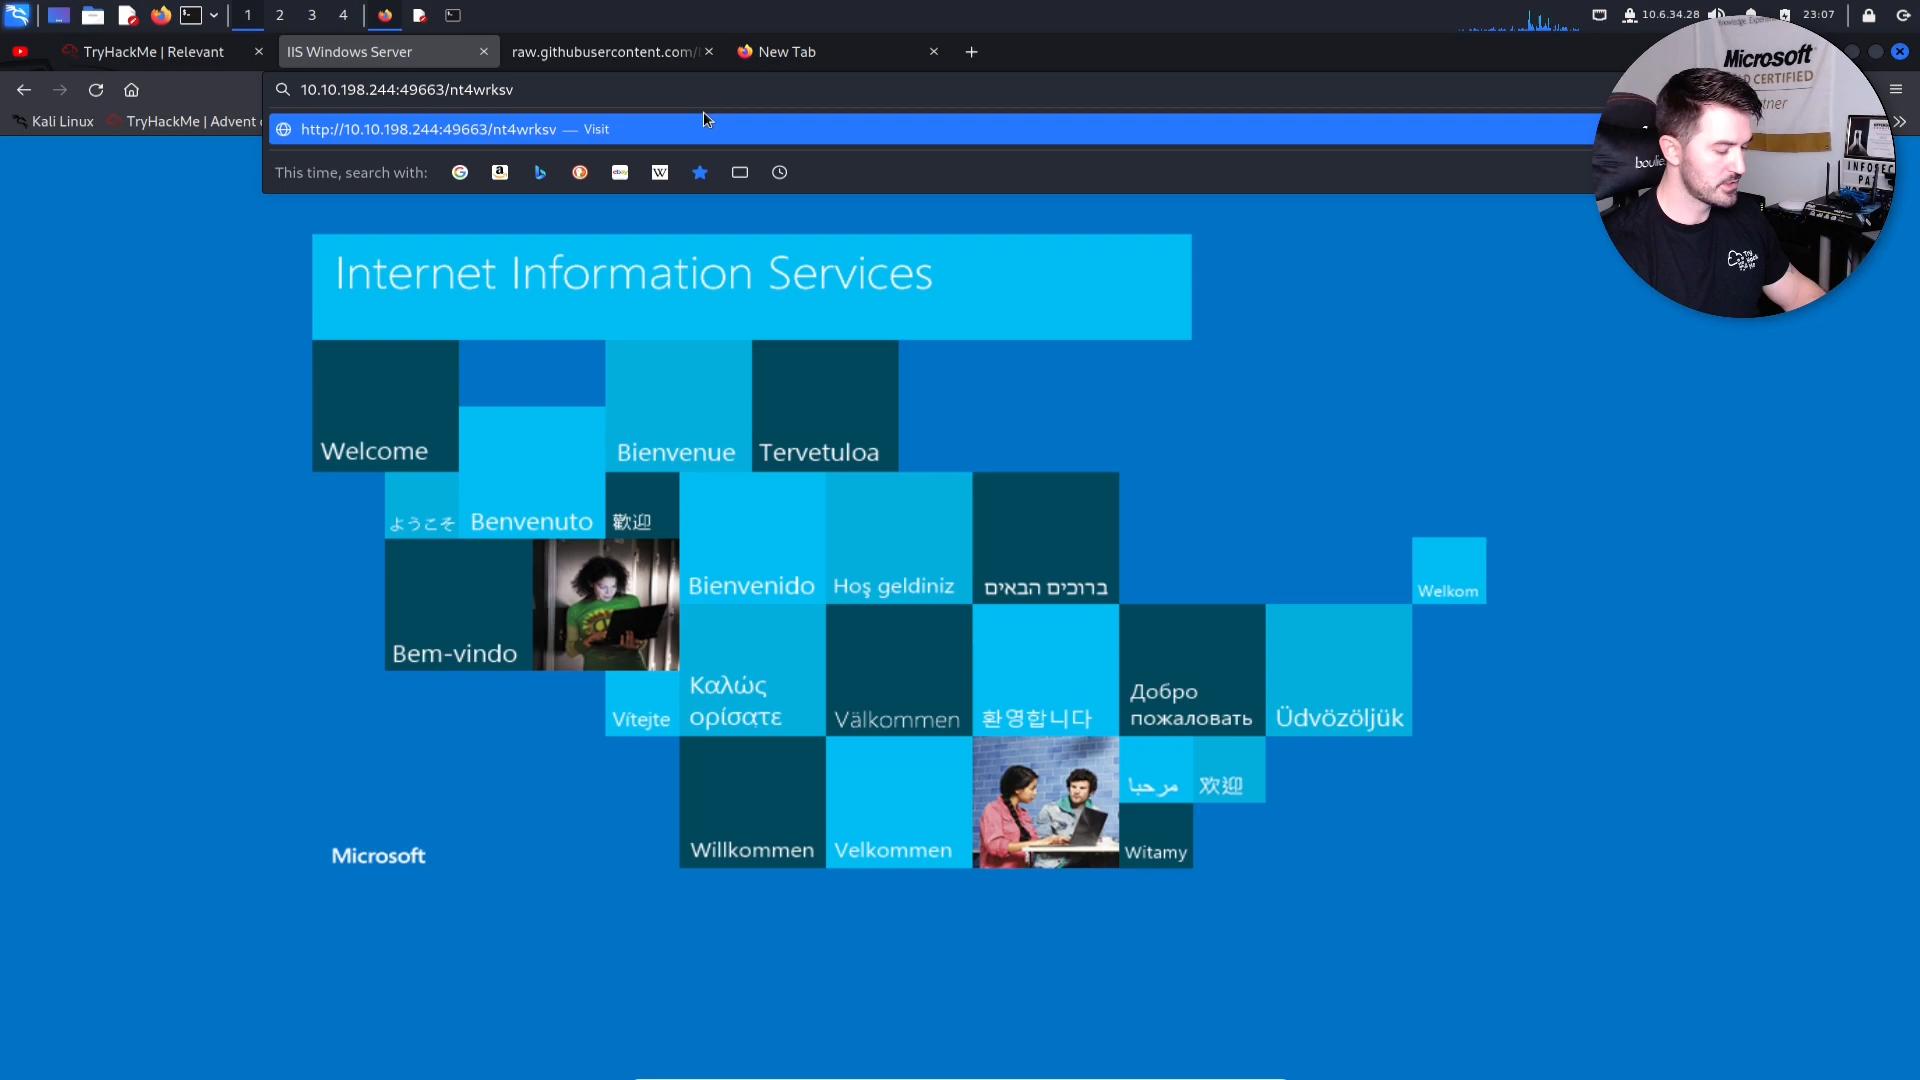 1 2 3 4
10.6.34.28
23:07
TryHackMe | Relevant
IIS Windows Server
raw.githubusercontent.com/
New Tab
10.10.198.244:49663/nt4wrksv
Kali Linux
TryHackMe | Advent
http://10.10.198.244:49663/nt4wrksv — Visit
This time, search with:
Microsoft
CERTIFIED
boulies
INFOSEC
Internet Information Services
Welcome
Bienvenue
Tervetuloa
ようこそ
Benvenuto
歡迎
Bienvenido
Hoş geldiniz
ברוכים הבאים
Welkom
Bem-vindo
Vítejte
Καλώς
ορίσατε
Välkommen
환영합니다
Добро
пожаловать
Üdvözöljük
Microsoft
Willkommen
Velkommen
مرحبا
欢迎
Witamy